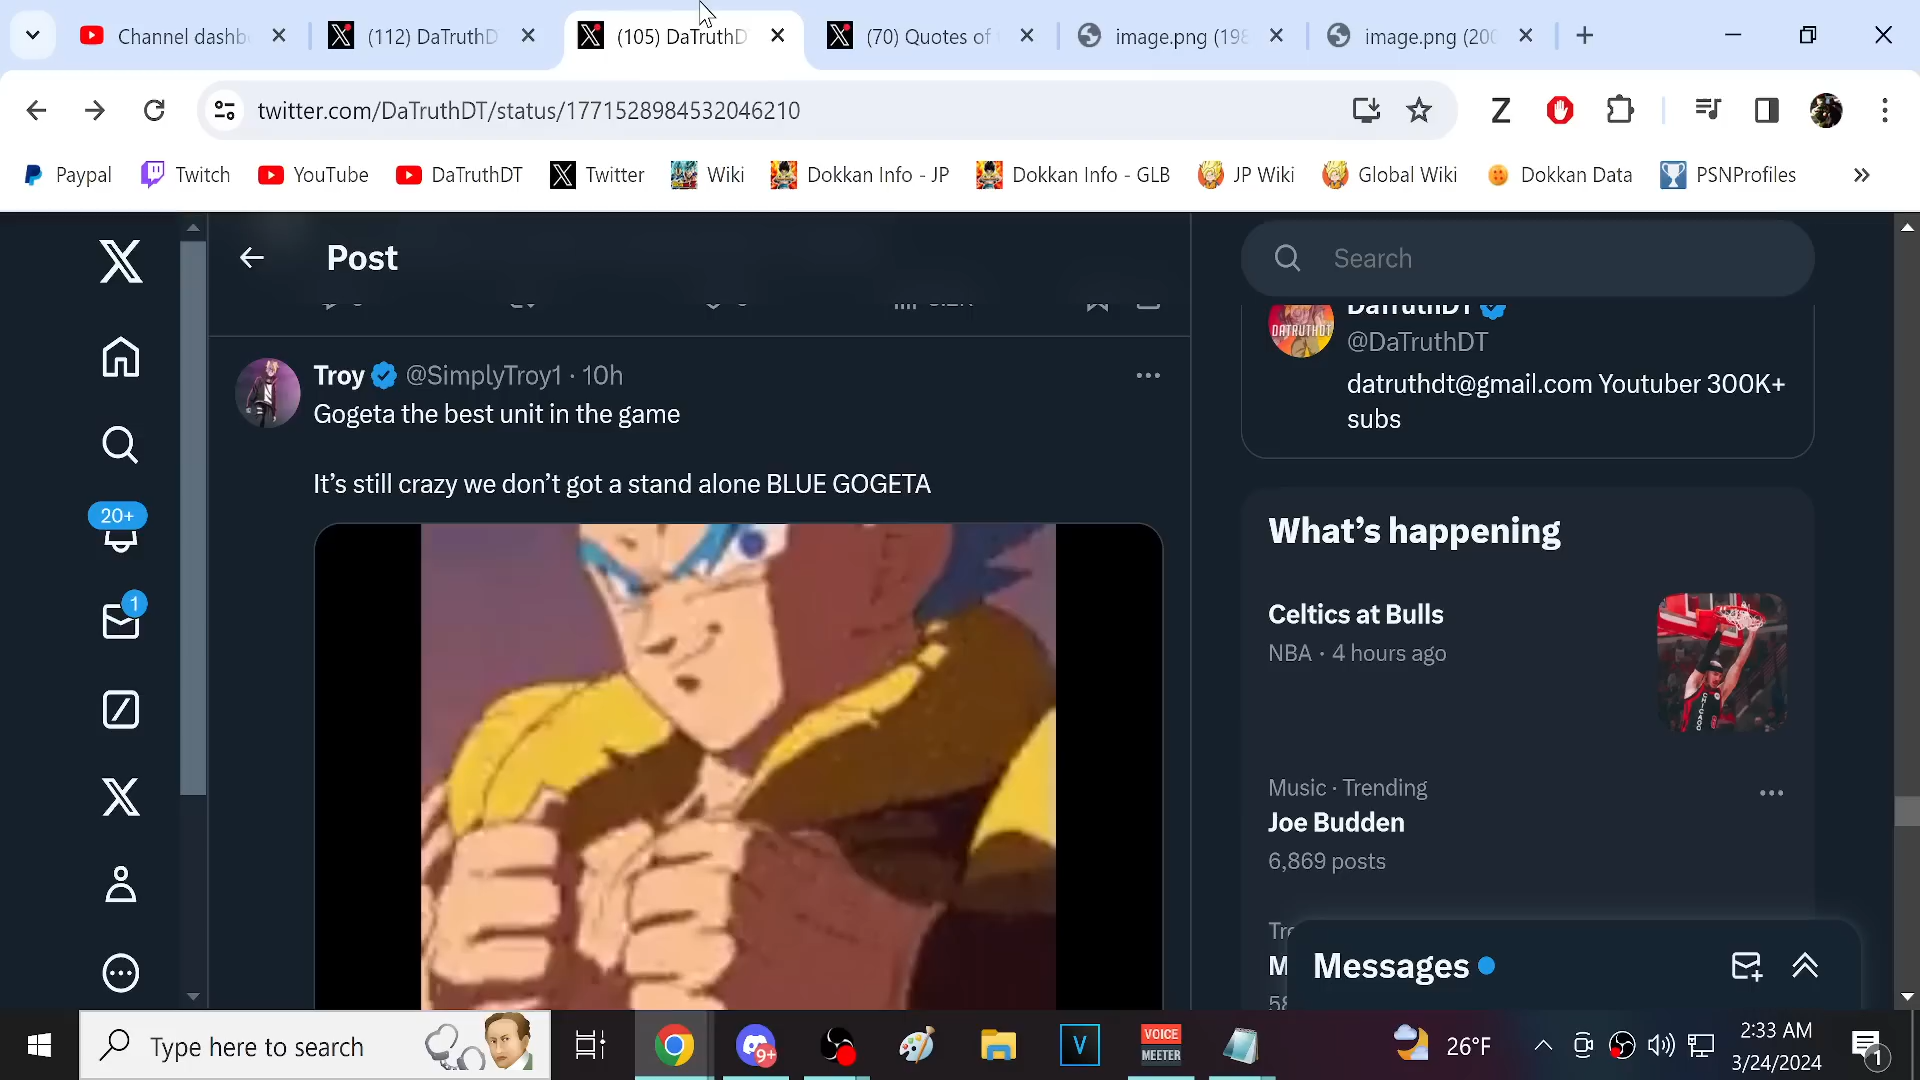 Channel dashb
(112) DaTruthD
(105) DaTruthD
(70) Quotes of
image.png (198
image.png (200
twitter.com/DaTruthDT/status/1771528984532046210
Paypal
Twitch
YouTube
DaTruthDT
Twitter
Wiki
Dokkan Info - JP
Dokkan Info - GLB
JP Wiki
Global Wiki
Dokkan Data
PSNProfiles
Post
Search
Troy @SimplyTroy1 · 10h
Gogeta the best unit in the game
It’s still crazy we don’t got a stand alone BLUE GOGETA
20+
1
DATRUTHDT
DaTruthDT
@DaTruthDT
datruthdt@gmail.com Youtuber 300K+
subs
What’s happening
Celtics at Bulls
NBA · 4 hours ago
Music · Trending
Joe Budden
6,869 posts
Messages
Type here to search
9+
V
VOICE
MEETER
26°F
2:33 AM
3/24/2024
1